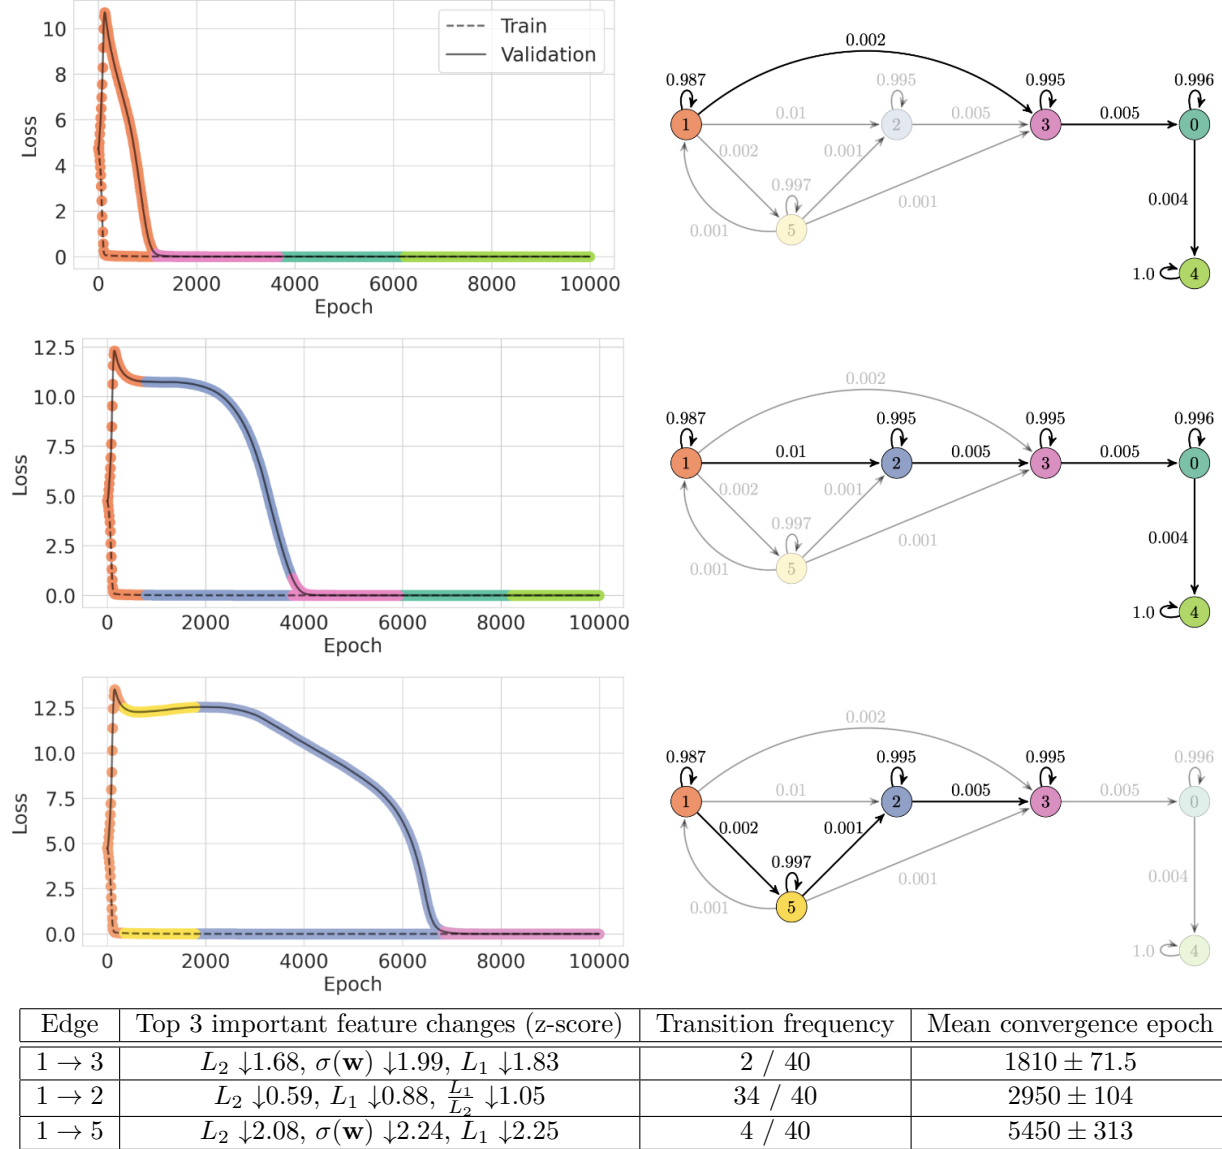 Train
Validation
Loss
10
8
6
4
2
0
0 2000 4000 6000 8000 10000
Epoch
0.002
0.987 0.995 0.995 0.996
1 0.01 2 0.005 3 0.005 0
0.002 0.001
0.997
5
0.001 0.001
0.004
1.0 4
Loss
12.5
10.0
7.5
5.0
2.5
0.0
0 2000 4000 6000 8000 10000
Epoch
0.002
0.987 0.995 0.995 0.996
1 0.01 2 0.005 3 0.005 0
0.002 0.001
0.997
5
0.001 0.001
0.004
1.0 4
Loss
12.5
10.0
7.5
5.0
2.5
0.0
0 2000 4000 6000 8000 10000
Epoch
0.002
0.987 0.995 0.995 0.996
1 0.01 2 0.005 3 0.005 0
0.002 0.001
0.997
5
0.001 0.001
0.004
1.0 4
Edge Top 3 important feature changes (z-score) Transition frequency Mean convergence epoch
1 → 3 L₂ ↓1.68, σ(w) ↓1.99, L₁ ↓1.83 2 / 40 1810 ± 71.5
1 → 2 L₂ ↓0.59, L₁ ↓0.88, L₁/L₂ ↓1.05 34 / 40 2950 ± 104
1 → 5 L₂ ↓2.08, σ(w) ↓2.24, L₁ ↓2.25 4 / 40 5450 ± 313